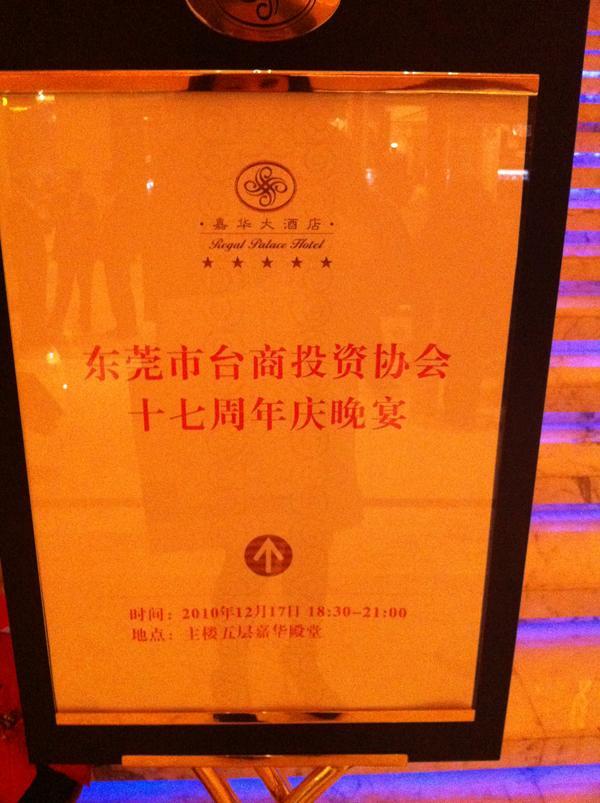 ·嘉华大酒店·
Regal Palace Hotel
★★★★★
东莞市台商投资协会
十七周年庆晚宴
时间：2010年12月17日 18:30-21:00
地点：主楼五层嘉华殿堂